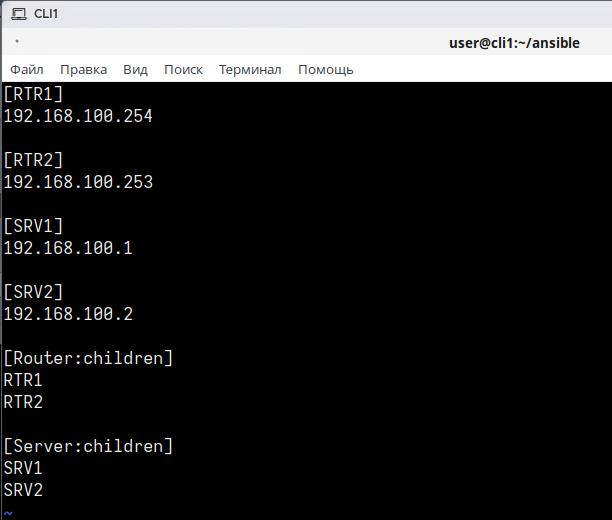 CLI1
user@cli1:~/ansible
Файл Правка Вид Поиск Терминал Помощь
[RTR1]
192.168.100.254
[RTR2]
192.168.100.253
[SRV1]
192.168.100.1
[SRV2]
192.168.100.2
[Router:children]
RTR1
RTR2
[Server:children]
SRV1
SRV2
~